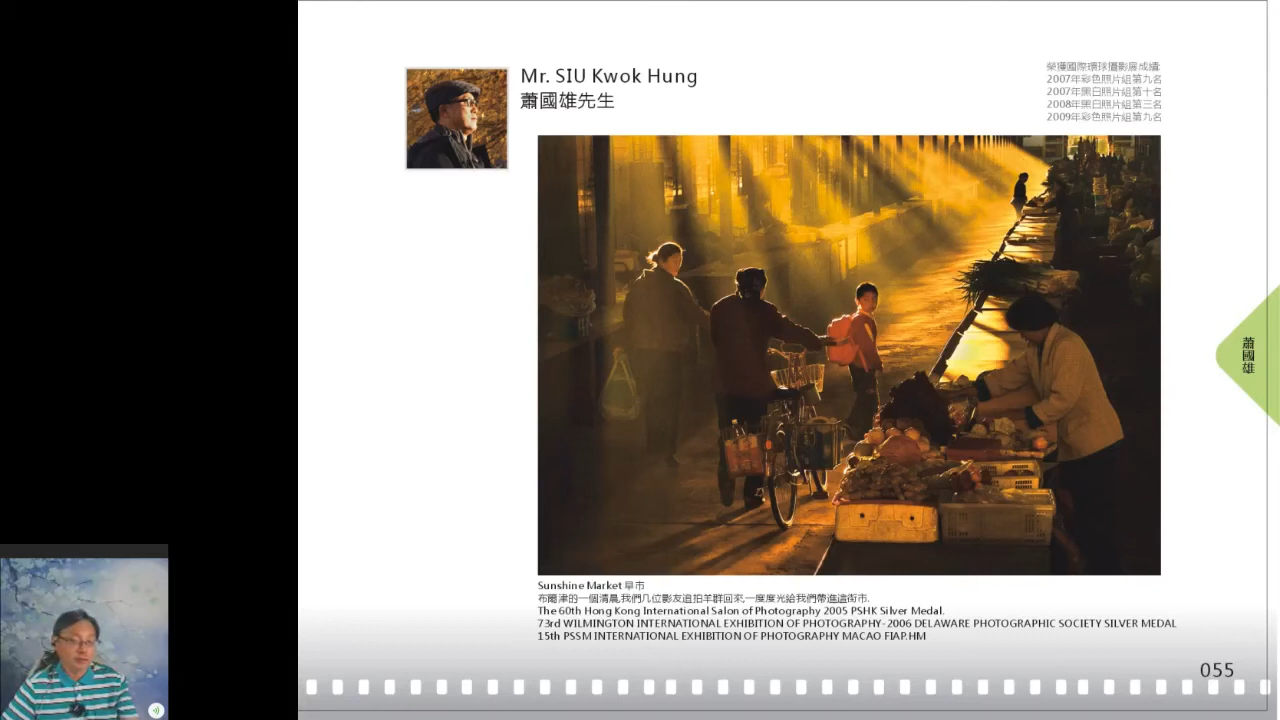 Mr. SIU Kwok Hung
蕭國雄先生
榮獲國際環球攝影展成績:
2007年彩色照片組第九名
2007年黑白照片組第十名
2008年黑白照片組第三名
2009年彩色照片組第九名
蕭國雄
Sunshine Market 早市
布爾津的一個清晨,我們几位影友追拍羊群回來,一度度光給我們帶進這街市.
The 60th Hong Kong International Salon of Photography 2005 PSHK Silver Medal.
73rd WILMINGTON INTERNATIONAL EXHIBITION OF PHOTOGRAPHY-2006 DELAWARE PHOTOGRAPHIC SOCIETY SILVER MEDAL
15th PSSM INTERNATIONAL EXHIBITION OF PHOTOGRAPHY MACAO FIAP.HM
055